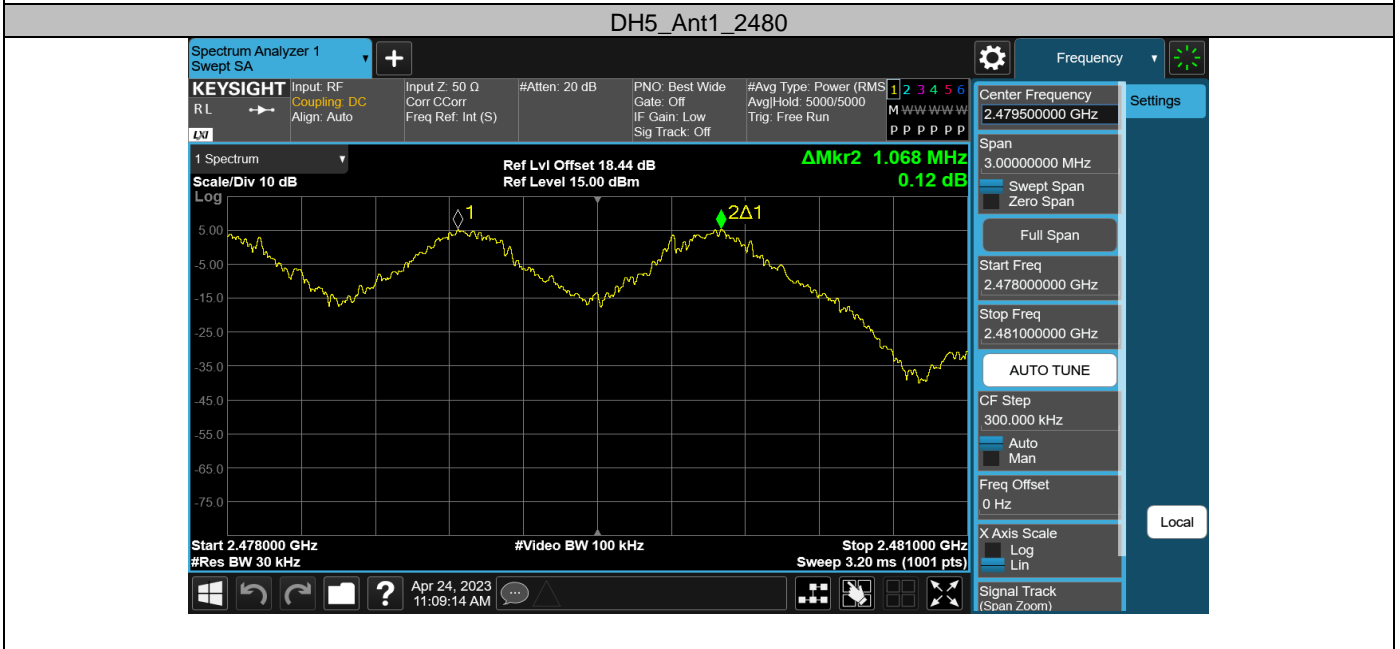 DH5_Ant1_2480
Spectrum Analyzer 1
Swept SA
Frequency
KEYSIGHT
R L
LXI
Input: RF
Coupling: DC
Align: Auto
Input Z: 50 Ω
Corr CCorr
Freq Ref: Int (S)
#Atten: 20 dB
PNO: Best Wide
Gate: Off
IF Gain: Low
Sig Track: Off
#Avg Type: Power (RMS
Avg|Hold: 5000/5000
Trig: Free Run
1 2 3 4 5 6
M W W W W W
P P P P P P
1 Spectrum
Scale/Div 10 dB
Log
Ref Lvl Offset 18.44 dB
Ref Level 15.00 dBm
ΔMkr2 1.068 MHz
0.12 dB
1
2Δ1
5.00
-5.00
-15.0
-25.0
-35.0
-45.0
-55.0
-65.0
-75.0
Start 2.478000 GHz
#Res BW 30 kHz
#Video BW 100 kHz
Stop 2.481000 GHz
Sweep 3.20 ms (1001 pts)
Center Frequency
2.479500000 GHz
Settings
Span
3.00000000 MHz
Swept Span
Zero Span
Full Span
Start Freq
2.478000000 GHz
Stop Freq
2.481000000 GHz
AUTO TUNE
CF Step
300.000 kHz
Auto
Man
Freq Offset
0 Hz
X Axis Scale
Log
Lin
Local
Signal Track
(Span Zoom)
?
Apr 24, 2023
11:09:14 AM